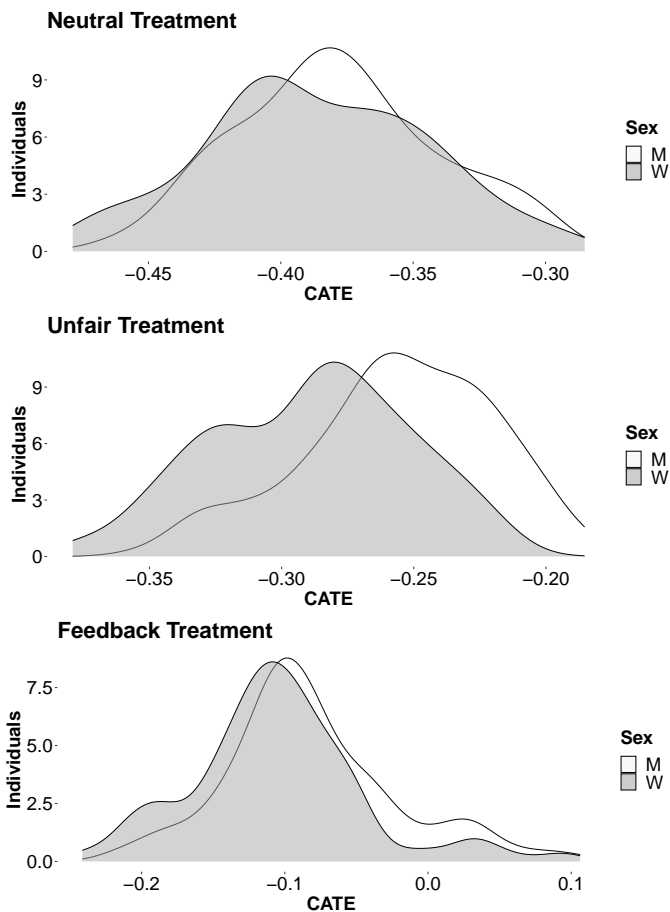 Neutral Treatment
9
6
3
0
Individuals
−0.45 −0.40 −0.35 −0.30
CATE
Sex
M
W
Unfair Treatment
9
6
3
0
Individuals
−0.35 −0.30 −0.25 −0.20
CATE
Sex
M
W
Feedback Treatment
7.5
5.0
2.5
0.0
Individuals
−0.2 −0.1 0.0 0.1
CATE
Sex
M
W